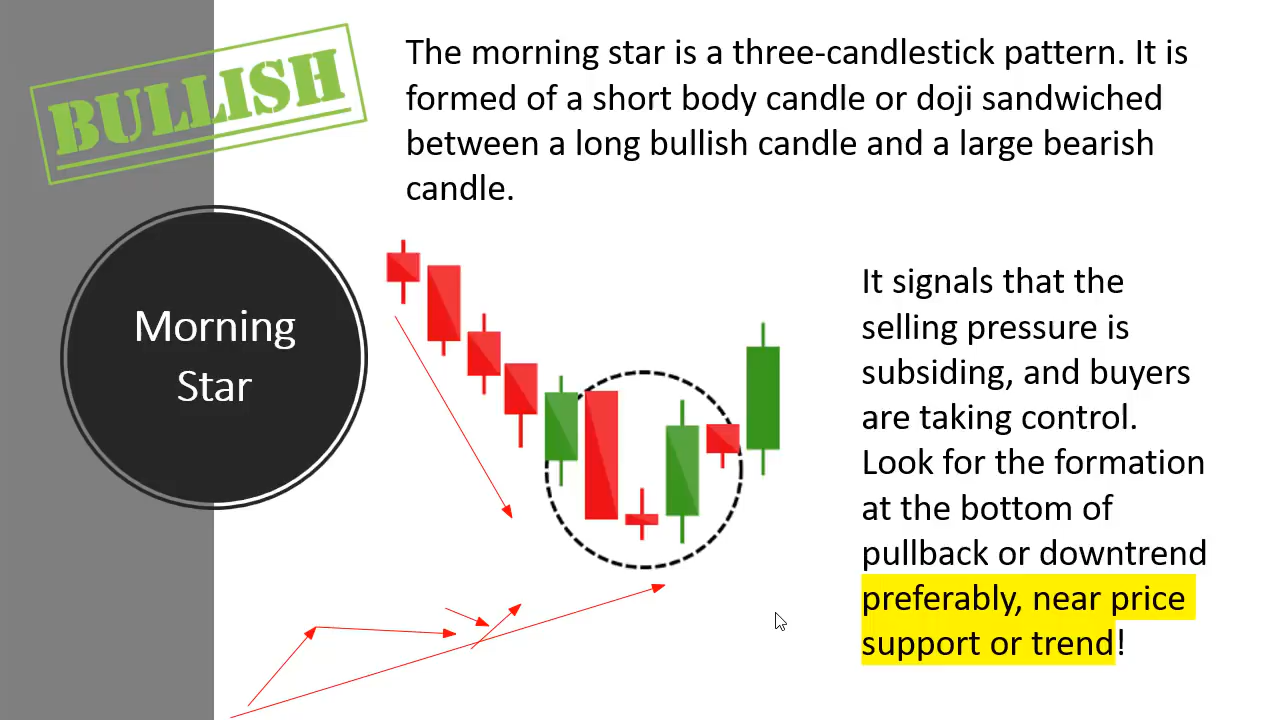 BULLISH
The morning star is a three-candlestick pattern. It is
formed of a short body candle or doji sandwiched
between a long bullish candle and a large bearish
candle.
Morning
Star
It signals that the
selling pressure is
subsiding, and buyers
are taking control.
Look for the formation
at the bottom of
pullback or downtrend
preferably, near price
support or trend!